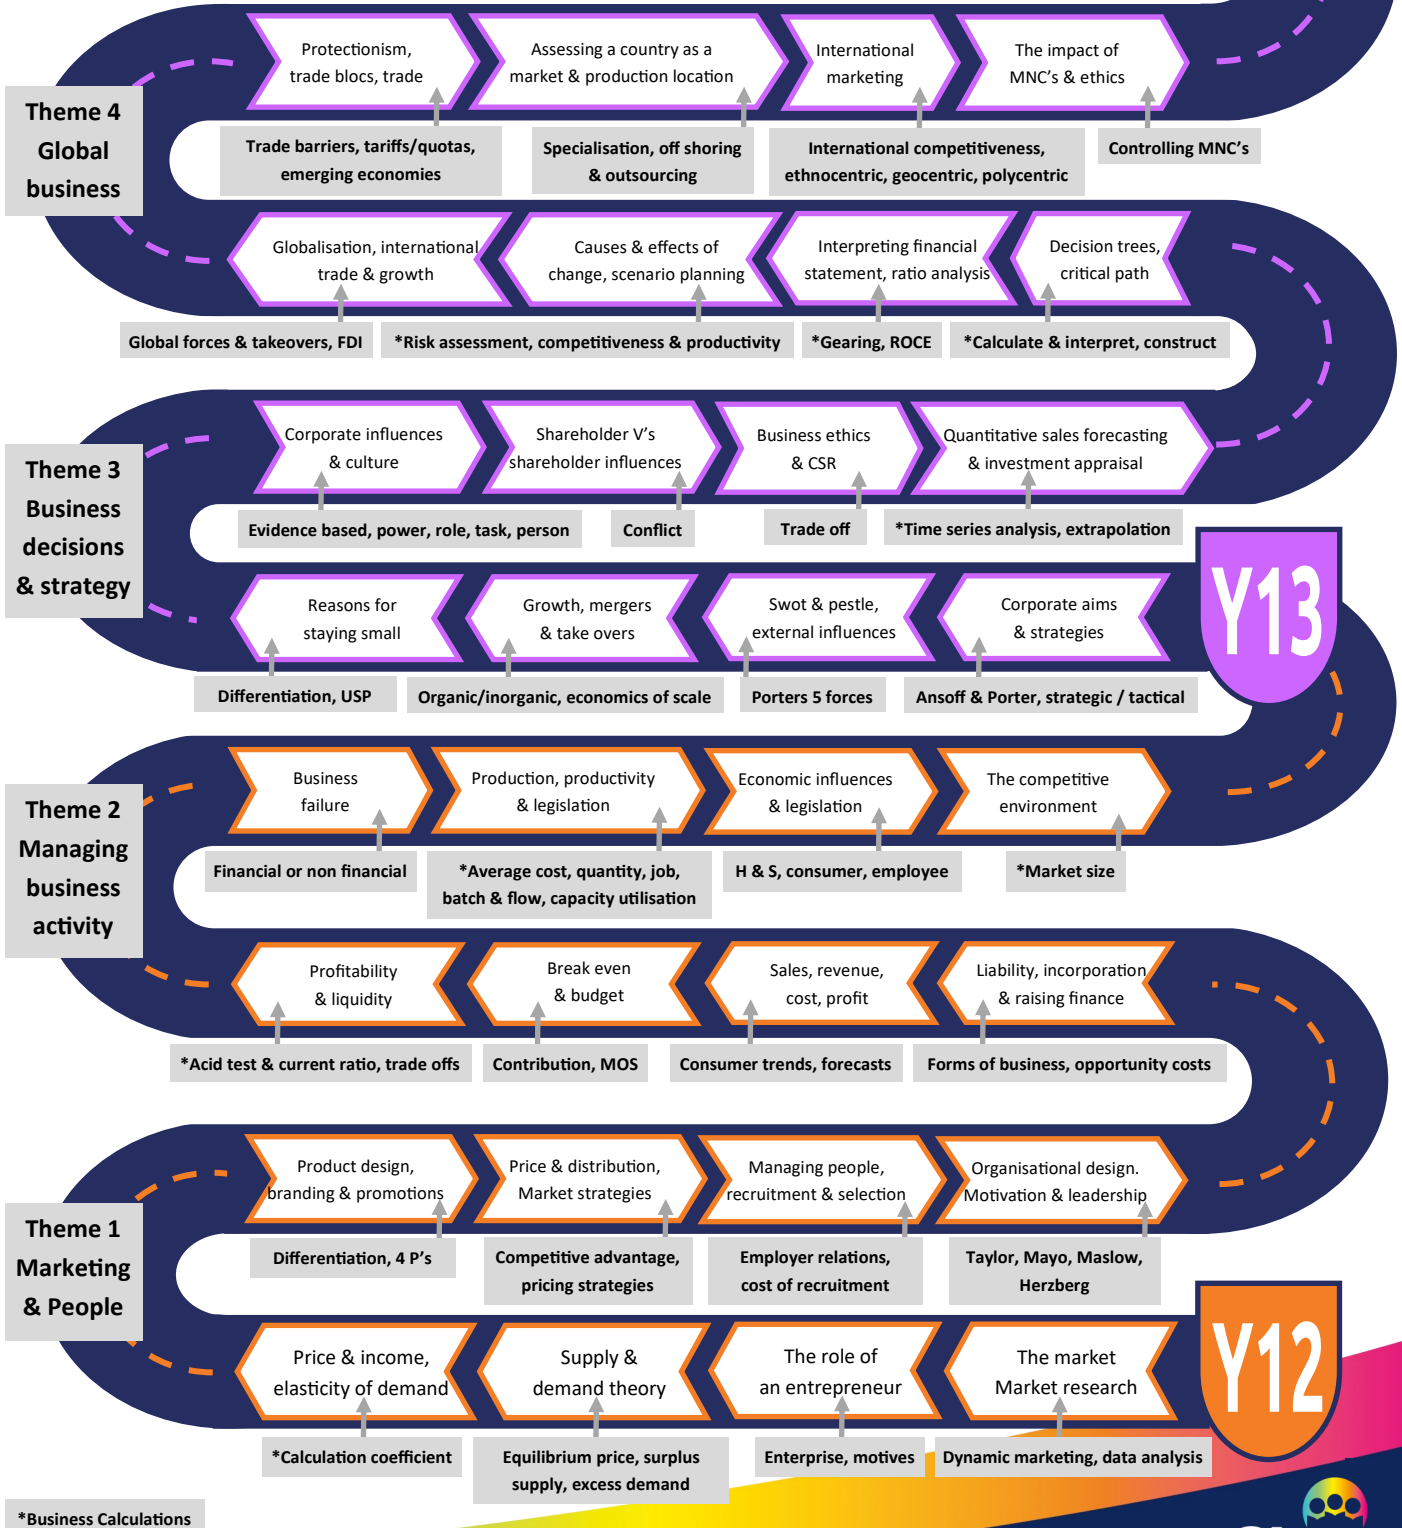 Protectionism,
trade blocs, trade
Assessing a country as a
market & production location
International
marketing
The impact of
MNC's & ethics
Theme 4
Global
business
Trade barriers, tariffs/quotas,
emerging economies
Specialisation, off shoring
& outsourcing
International competitiveness,
ethnocentric, geocentric, polycentric
Controlling MNC's
Globalisation, international
trade & growth
Causes & effects of
change, scenario planning
Interpreting financial
statement, ratio analysis
Decision trees,
critical path
Global forces & takeovers, FDI
*Risk assessment, competitiveness & productivity
*Gearing, ROCE
*Calculate & interpret, construct
Corporate influences
& culture
Shareholder V's
shareholder influences
Business ethics
& CSR
Quantitative sales forecasting
& investment appraisal
Theme 3
Business
decisions
& strategy
Evidence based, power, role, task, person
Conflict
Trade off
*Time series analysis, extrapolation
Y13
Reasons for
staying small
Growth, mergers
& take overs
Swot & pestle,
external influences
Corporate aims
& strategies
Differentiation, USP
Organic/inorganic, economics of scale
Porters 5 forces
Ansoff & Porter, strategic / tactical
Business
failure
Production, productivity
& legislation
Economic influences
& legislation
The competitive
environment
Theme 2
Managing
business
activity
Financial or non financial
*Average cost, quantity, job,
batch & flow, capacity utilisation
H & S, consumer, employee
*Market size
Profitability
& liquidity
Break even
& budget
Sales, revenue,
cost, profit
Liability, incorporation
& raising finance
*Acid test & current ratio, trade offs
Contribution, MOS
Consumer trends, forecasts
Forms of business, opportunity costs
Product design,
branding & promotions
Price & distribution,
Market strategies
Managing people,
recruitment & selection
Organisational design.
Motivation & leadership
Theme 1
Marketing
& People
Differentiation, 4 P's
Competitive advantage,
pricing strategies
Employer relations,
cost of recruitment
Taylor, Mayo, Maslow,
Herzberg
Y12
Price & income,
elasticity of demand
Supply &
demand theory
The role of
an entrepreneur
The market
Market research
*Calculation coefficient
Equilibrium price, surplus
supply, excess demand
Enterprise, motives
Dynamic marketing, data analysis
*Business Calculations